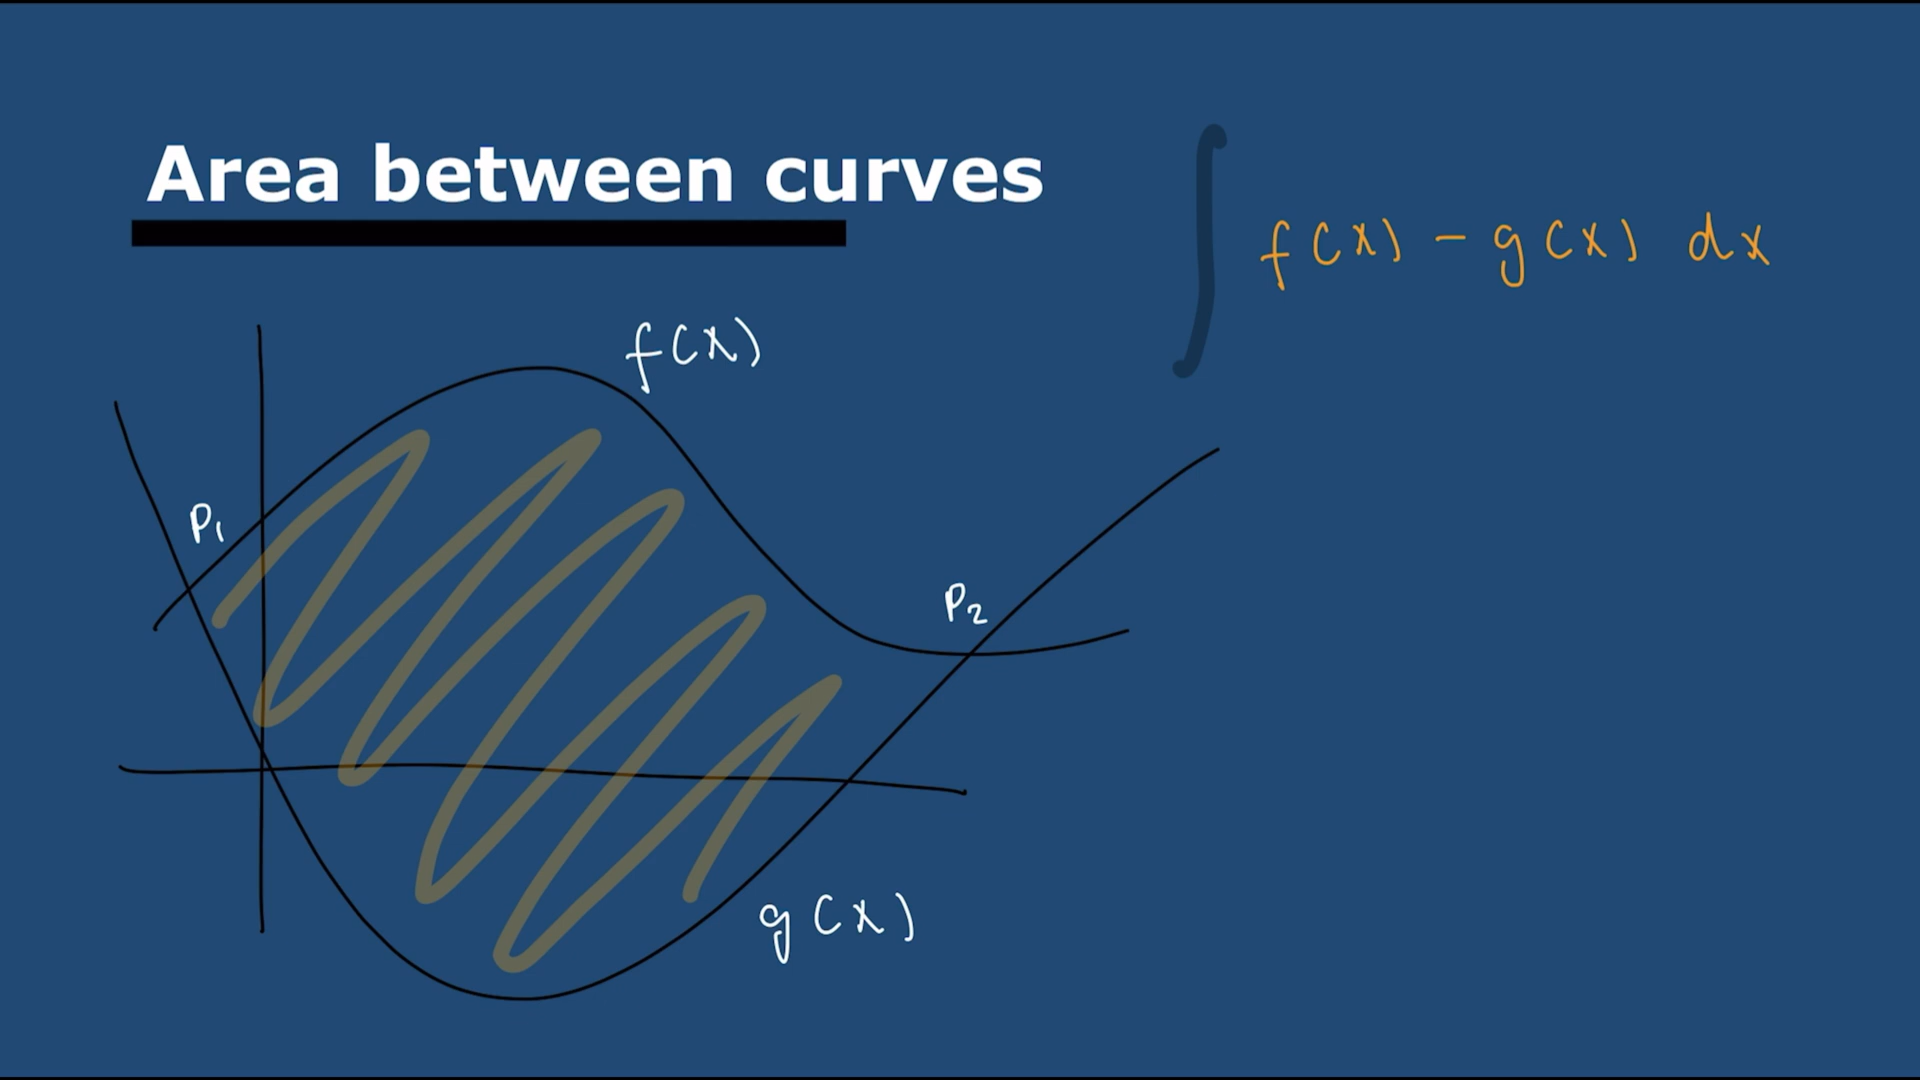 Area between curves
∫ f(x) - g(x) dx
f(x)
P₁
P₂
g(x)